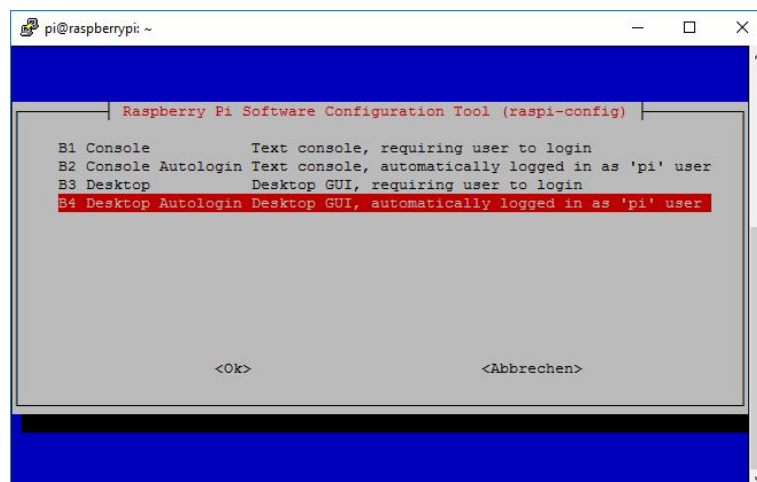 pi@raspberrypi: ~
Raspberry Pi Software Configuration Tool (raspi-config)
B1 Console Text console, requiring user to login
B2 Console Autologin Text console, automatically logged in as 'pi' user
B3 Desktop Desktop GUI, requiring user to login
B4 Desktop Autologin Desktop GUI, automatically logged in as 'pi' user
<Ok> <Abbrechen>